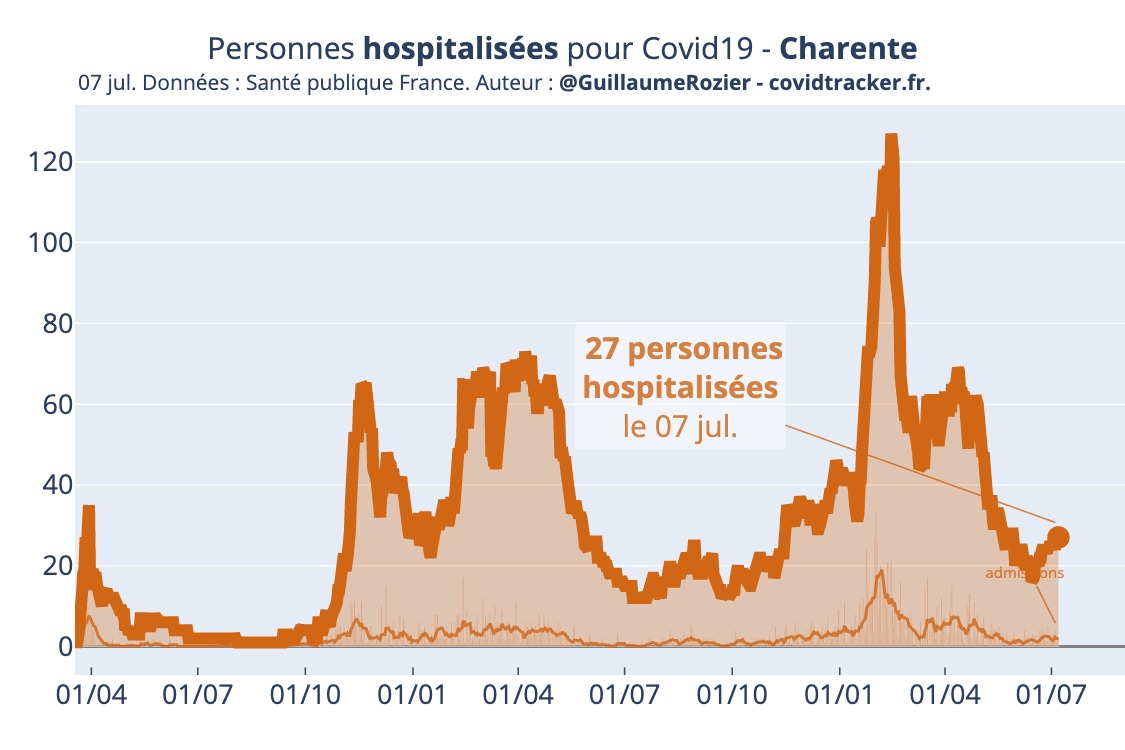 Personnes hospitalisées pour Covid19 - Charente
07 jul. Données : Santé publique France. Auteur : @GuillaumeRozier - covidtracker.fr.
120
100
80
60
40
20
0
27 personnes
hospitalisées
le 07 jul.
admissions
01/04 01/07 01/10 01/01 01/04 01/07 01/10 01/01 01/04 01/07